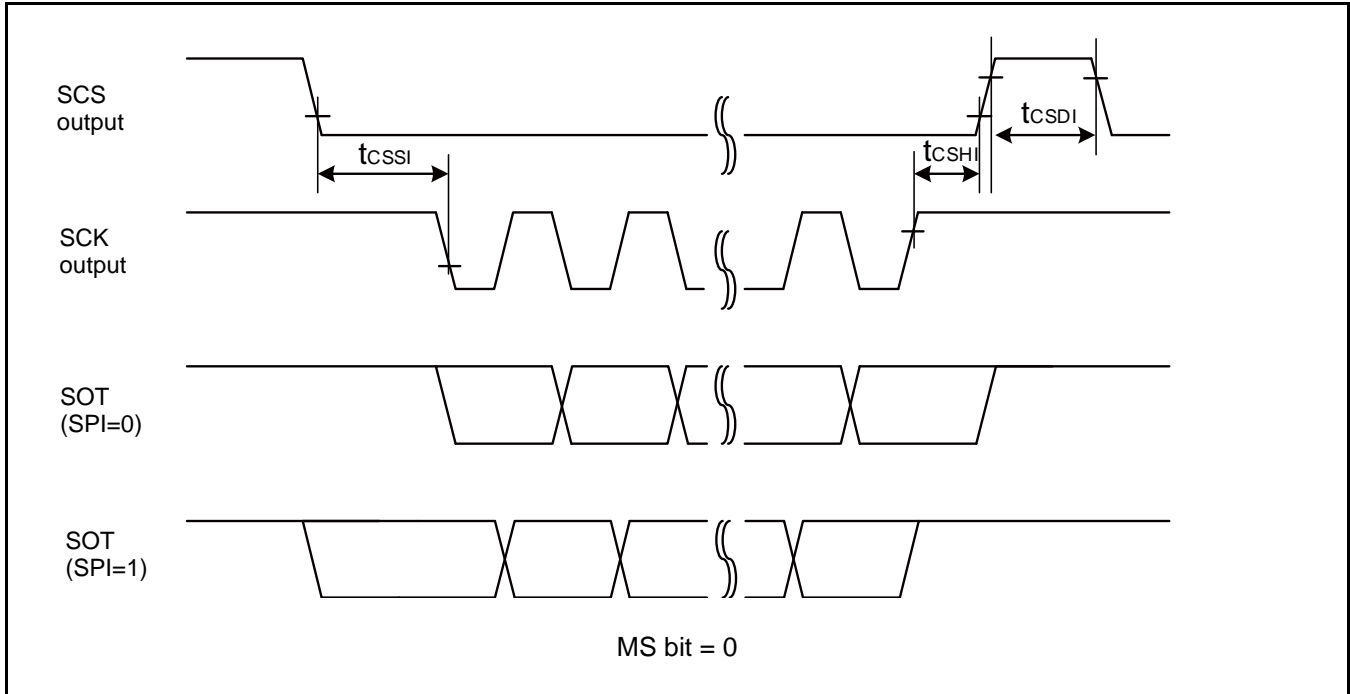 SCS
output
tCSSI
tCSHI
tCSDI
SCK
output
SOT
(SPI=0)
SOT
(SPI=1)
MS bit = 0